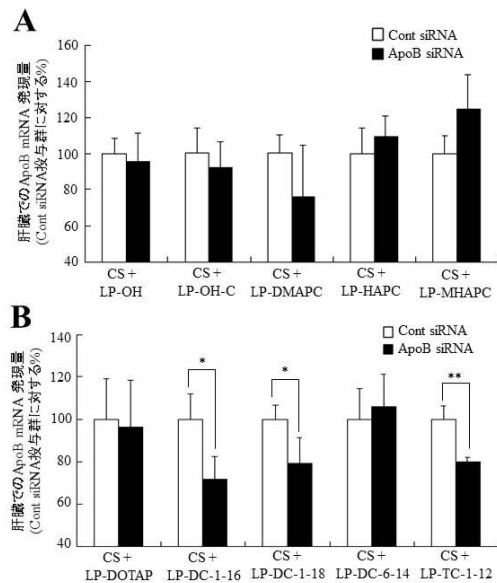 A
肝臓でのApoB mRNA 発現量
(Cont siRNA投与群に対する%)
160
140
120
100
80
60
40
Cont siRNA
ApoB siRNA
CS +
LP-OH
CS +
LP-OH-C
CS +
LP-DMAPC
CS +
LP-HAPC
CS +
LP-MHAPC
B
肝臓でのApoB mRNA 発現量
(Cont siRNA投与群に対する%)
140
120
100
80
60
40
Cont siRNA
ApoB siRNA
*
*
**
CS +
LP-DOTAP
CS +
LP-DC-1-16
CS +
LP-DC-1-18
CS +
LP-DC-6-14
CS +
LP-TC-1-12